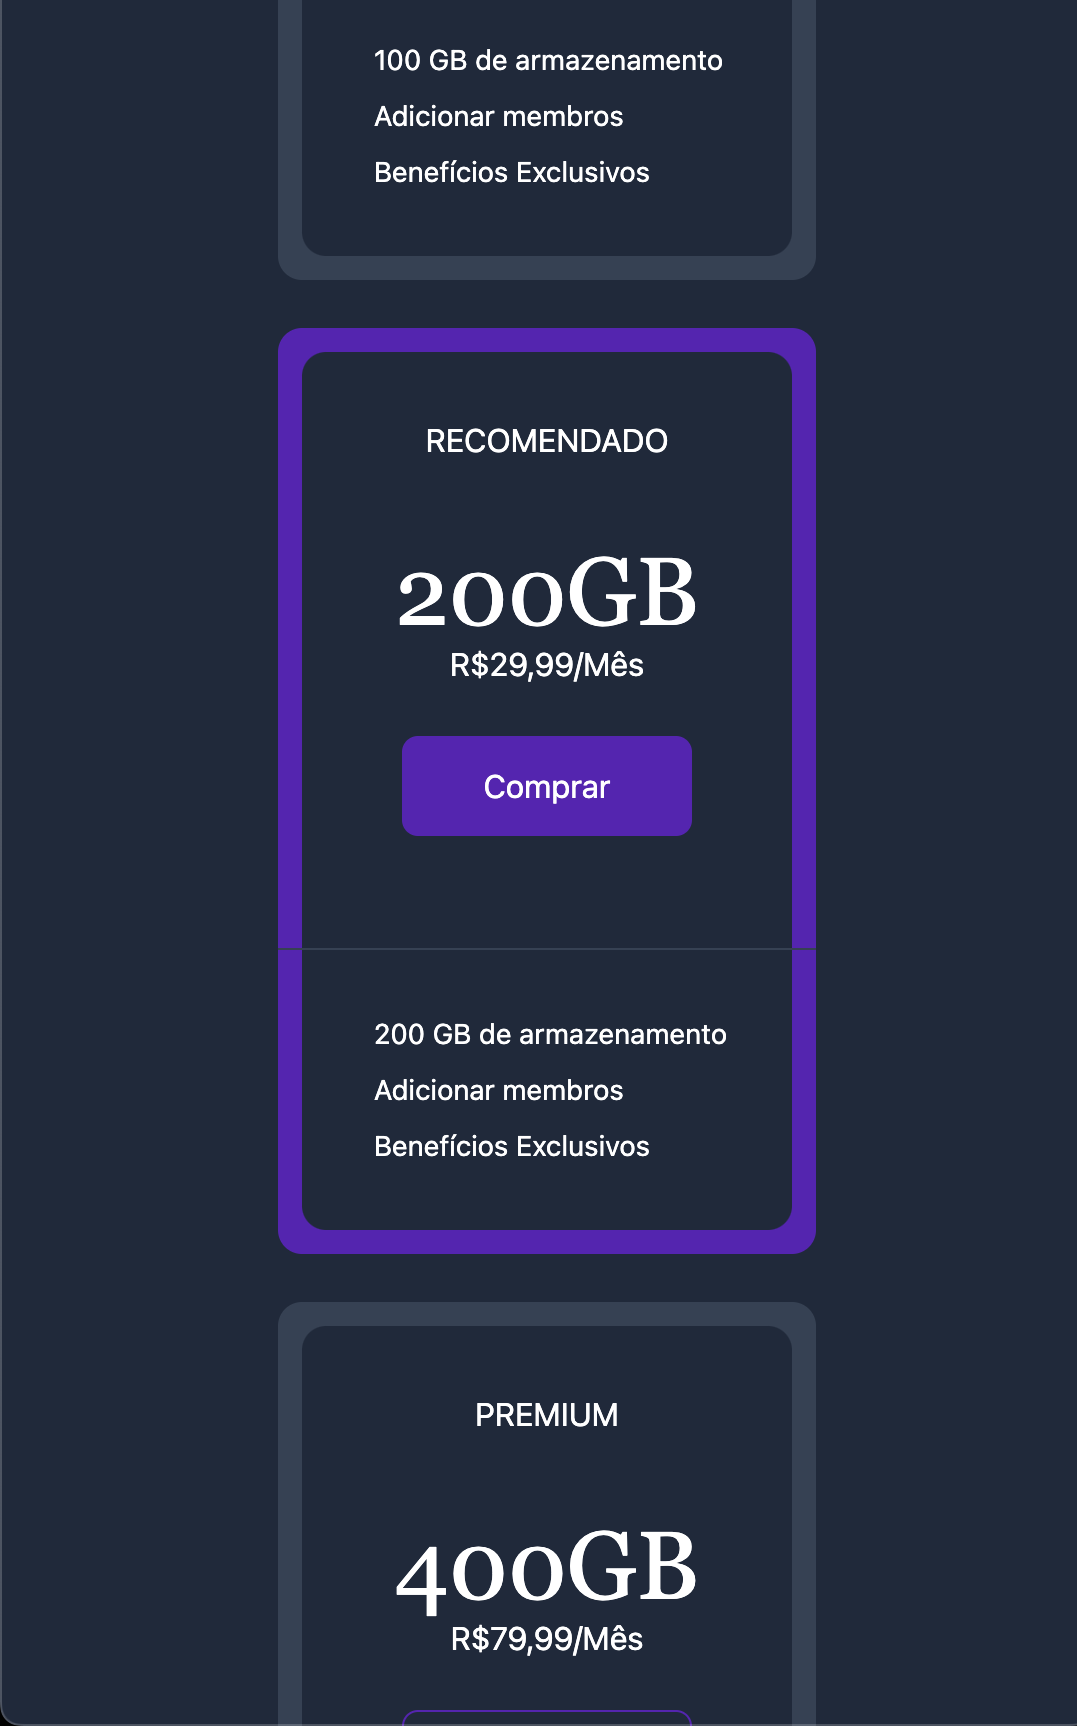 100 GB de armazenamento
Adicionar membros
Benefícios Exclusivos
RECOMENDADO
200GB
R$29,99/Mês
Comprar
200 GB de armazenamento
Adicionar membros
Benefícios Exclusivos
PREMIUM
400GB
R$79,99/Mês